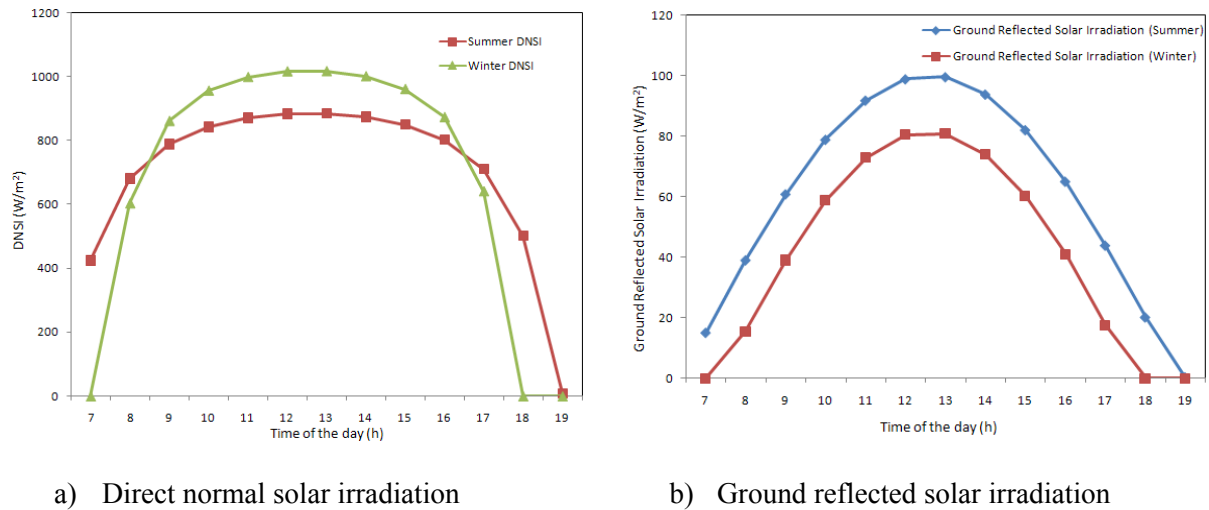 1200
1000
800
600
400
200
0
DNSI (W/m²)
Summer DNSI
Winter DNSI
7 8 9 10 11 12 13 14 15 16 17 18 19
Time of the day (h)
a) Direct normal solar irradiation
120
100
80
60
40
20
0
Ground Reflected Solar Irradiation (W/m²)
Ground Reflected Solar Irradiation (Summer)
Ground Reflected Solar Irradiation (Winter)
7 8 9 10 11 12 13 14 15 16 17 18 19
Time of the day (h)
b) Ground reflected solar irradiation